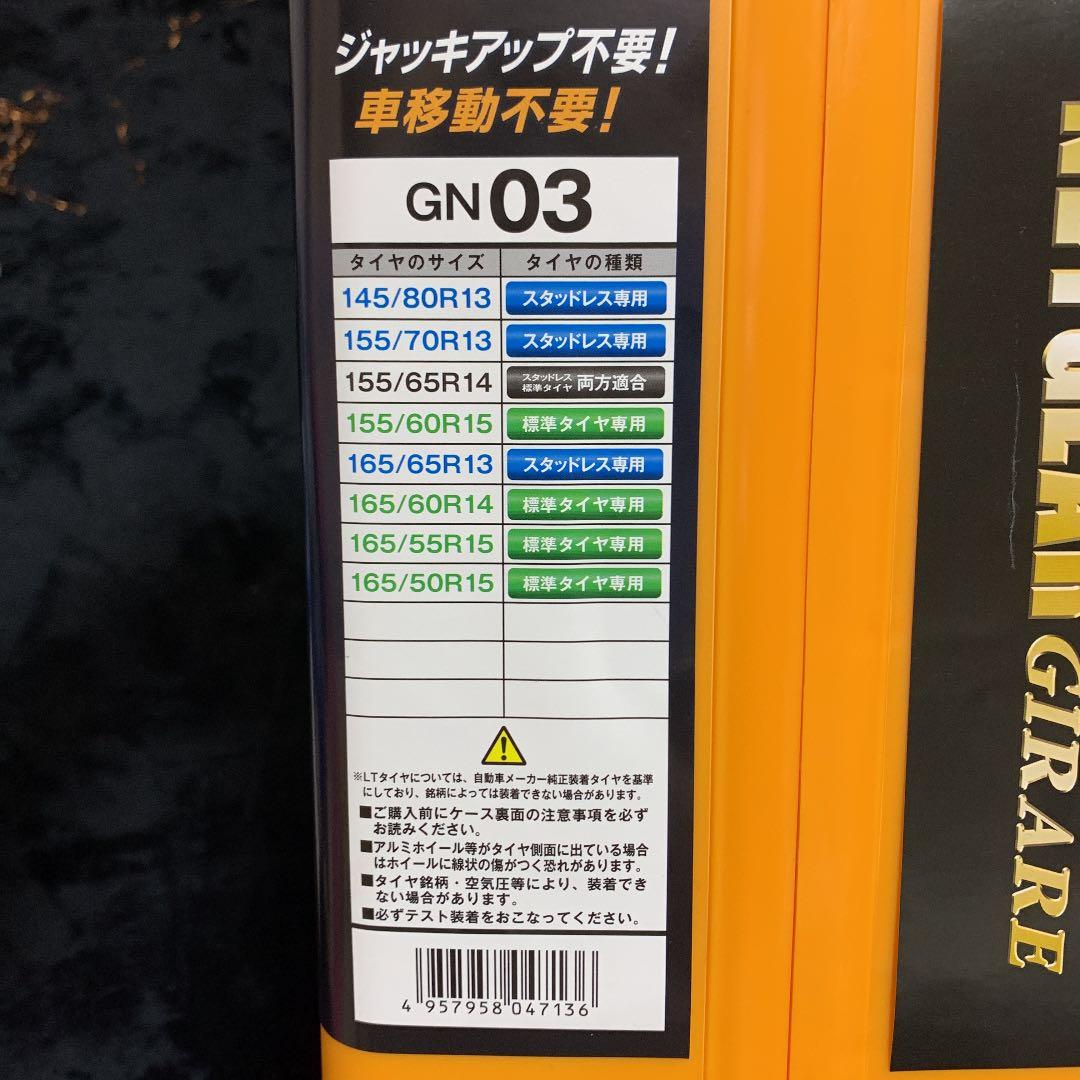 ジャッキアップ不要!
車移動不要!
GN03
タイヤのサイズ タイヤの種類
145/80R13 スタッドレス専用
155/70R13 スタッドレス専用
155/65R14 スタッドレス 標準タイヤ 両方適合
155/60R15 標準タイヤ専用
165/65R13 スタッドレス専用
165/60R14 標準タイヤ専用
165/55R15 標準タイヤ専用
165/50R15 標準タイヤ専用
※LTタイヤについては、自動車メーカー純正装着タイヤを基準
にしており、銘柄によっては装着できない場合があります。
■ご購入前にケース裏面の注意事項を必ず
お読みください。
■アルミホイール等がタイヤ側面に出ている場合
はホイールに線状の傷がつく恐れがあります。
■タイヤ銘柄・空気圧等により、装着でき
ない場合があります。
■必ずテスト装着をおこなってください。
4 957958 047136
GIRARE